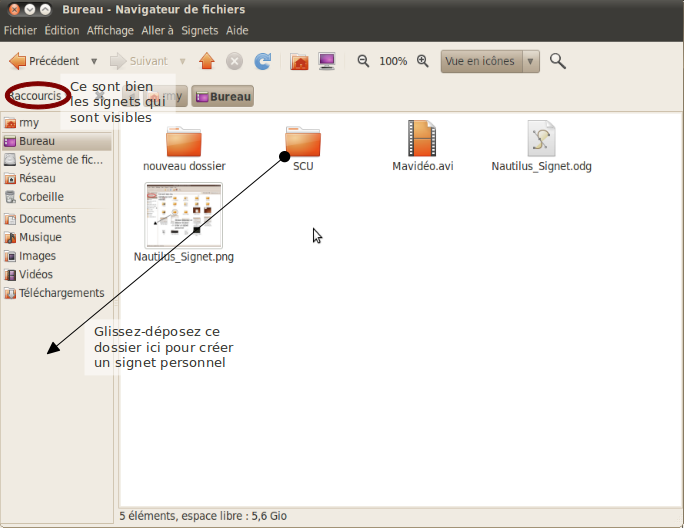 Bureau - Navigateur de fichiers
Fichier Édition Affichage Aller à Signets Aide
Précédent Suivant 100% Vue en icônes
Raccourcis
Ce sont bien
les signets qui
sont visibles
rmy Bureau
rmy
Bureau
Système de fic...
Réseau
Corbeille
Documents
Musique
Images
Vidéos
Téléchargements
nouveau dossier
SCU
Mavidéo.avi
Nautilus_Signet.odg
Nautilus_Signet.png
Glissez-déposez ce
dossier ici pour créer
un signet personnel
5 éléments, espace libre : 5,6 Gio